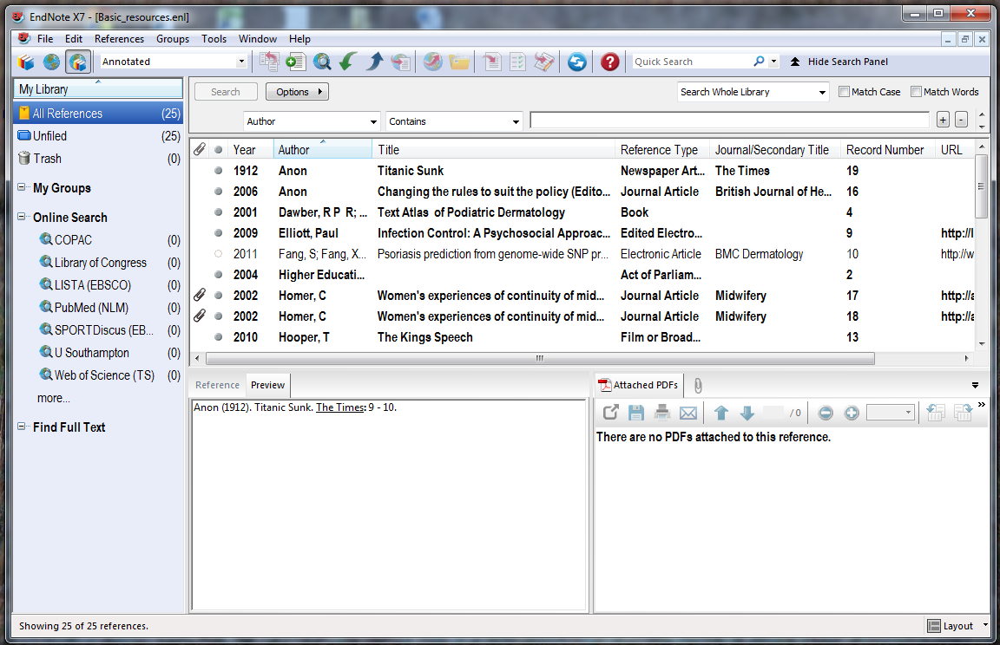 EndNote X7 - [Basic_resources.enl]
File Edit References Groups Tools Window Help
Annotated Quick Search Hide Search Panel
My Library
All References (25)
Unfiled (25)
Trash (0)
My Groups
Online Search
COPAC (0)
Library of Congress (0)
LISTA (EBSCO) (0)
PubMed (NLM) (0)
SPORTDiscus (EB... (0)
U Southampton (0)
Web of Science (TS) (0)
more...
Find Full Text
Search Options Search Whole Library Match Case Match Words
Author Contains + -
Year Author Title Reference Type Journal/Secondary Title Record Number URL
1912 Anon Titanic Sunk Newspaper Art... The Times 19
2006 Anon Changing the rules to suit the policy (Edito... Journal Article British Journal of He... 16
2001 Dawber, R P R; ... Text Atlas of Podiatric Dermatology Book 4
2009 Elliott, Paul Infection Control: A Psychosocial Approac... Edited Electro... 9 http://l
2011 Fang, S; Fang, X... Psoriasis prediction from genome-wide SNP pr... Electronic Article BMC Dermatology 10 http://w
2004 Higher Educati... Act of Parliam... 2
2002 Homer, C Women's experiences of continuity of mid... Journal Article Midwifery 17 http://a
2002 Homer, C Women's experiences of continuity of mid... Journal Article Midwifery 18 http://a
2010 Hooper, T The Kings Speech Film or Broad... 13
Reference Preview
Anon (1912). Titanic Sunk. The Times: 9 - 10.
Attached PDFs
/ 0
There are no PDFs attached to this reference.
Showing 25 of 25 references.
Layout